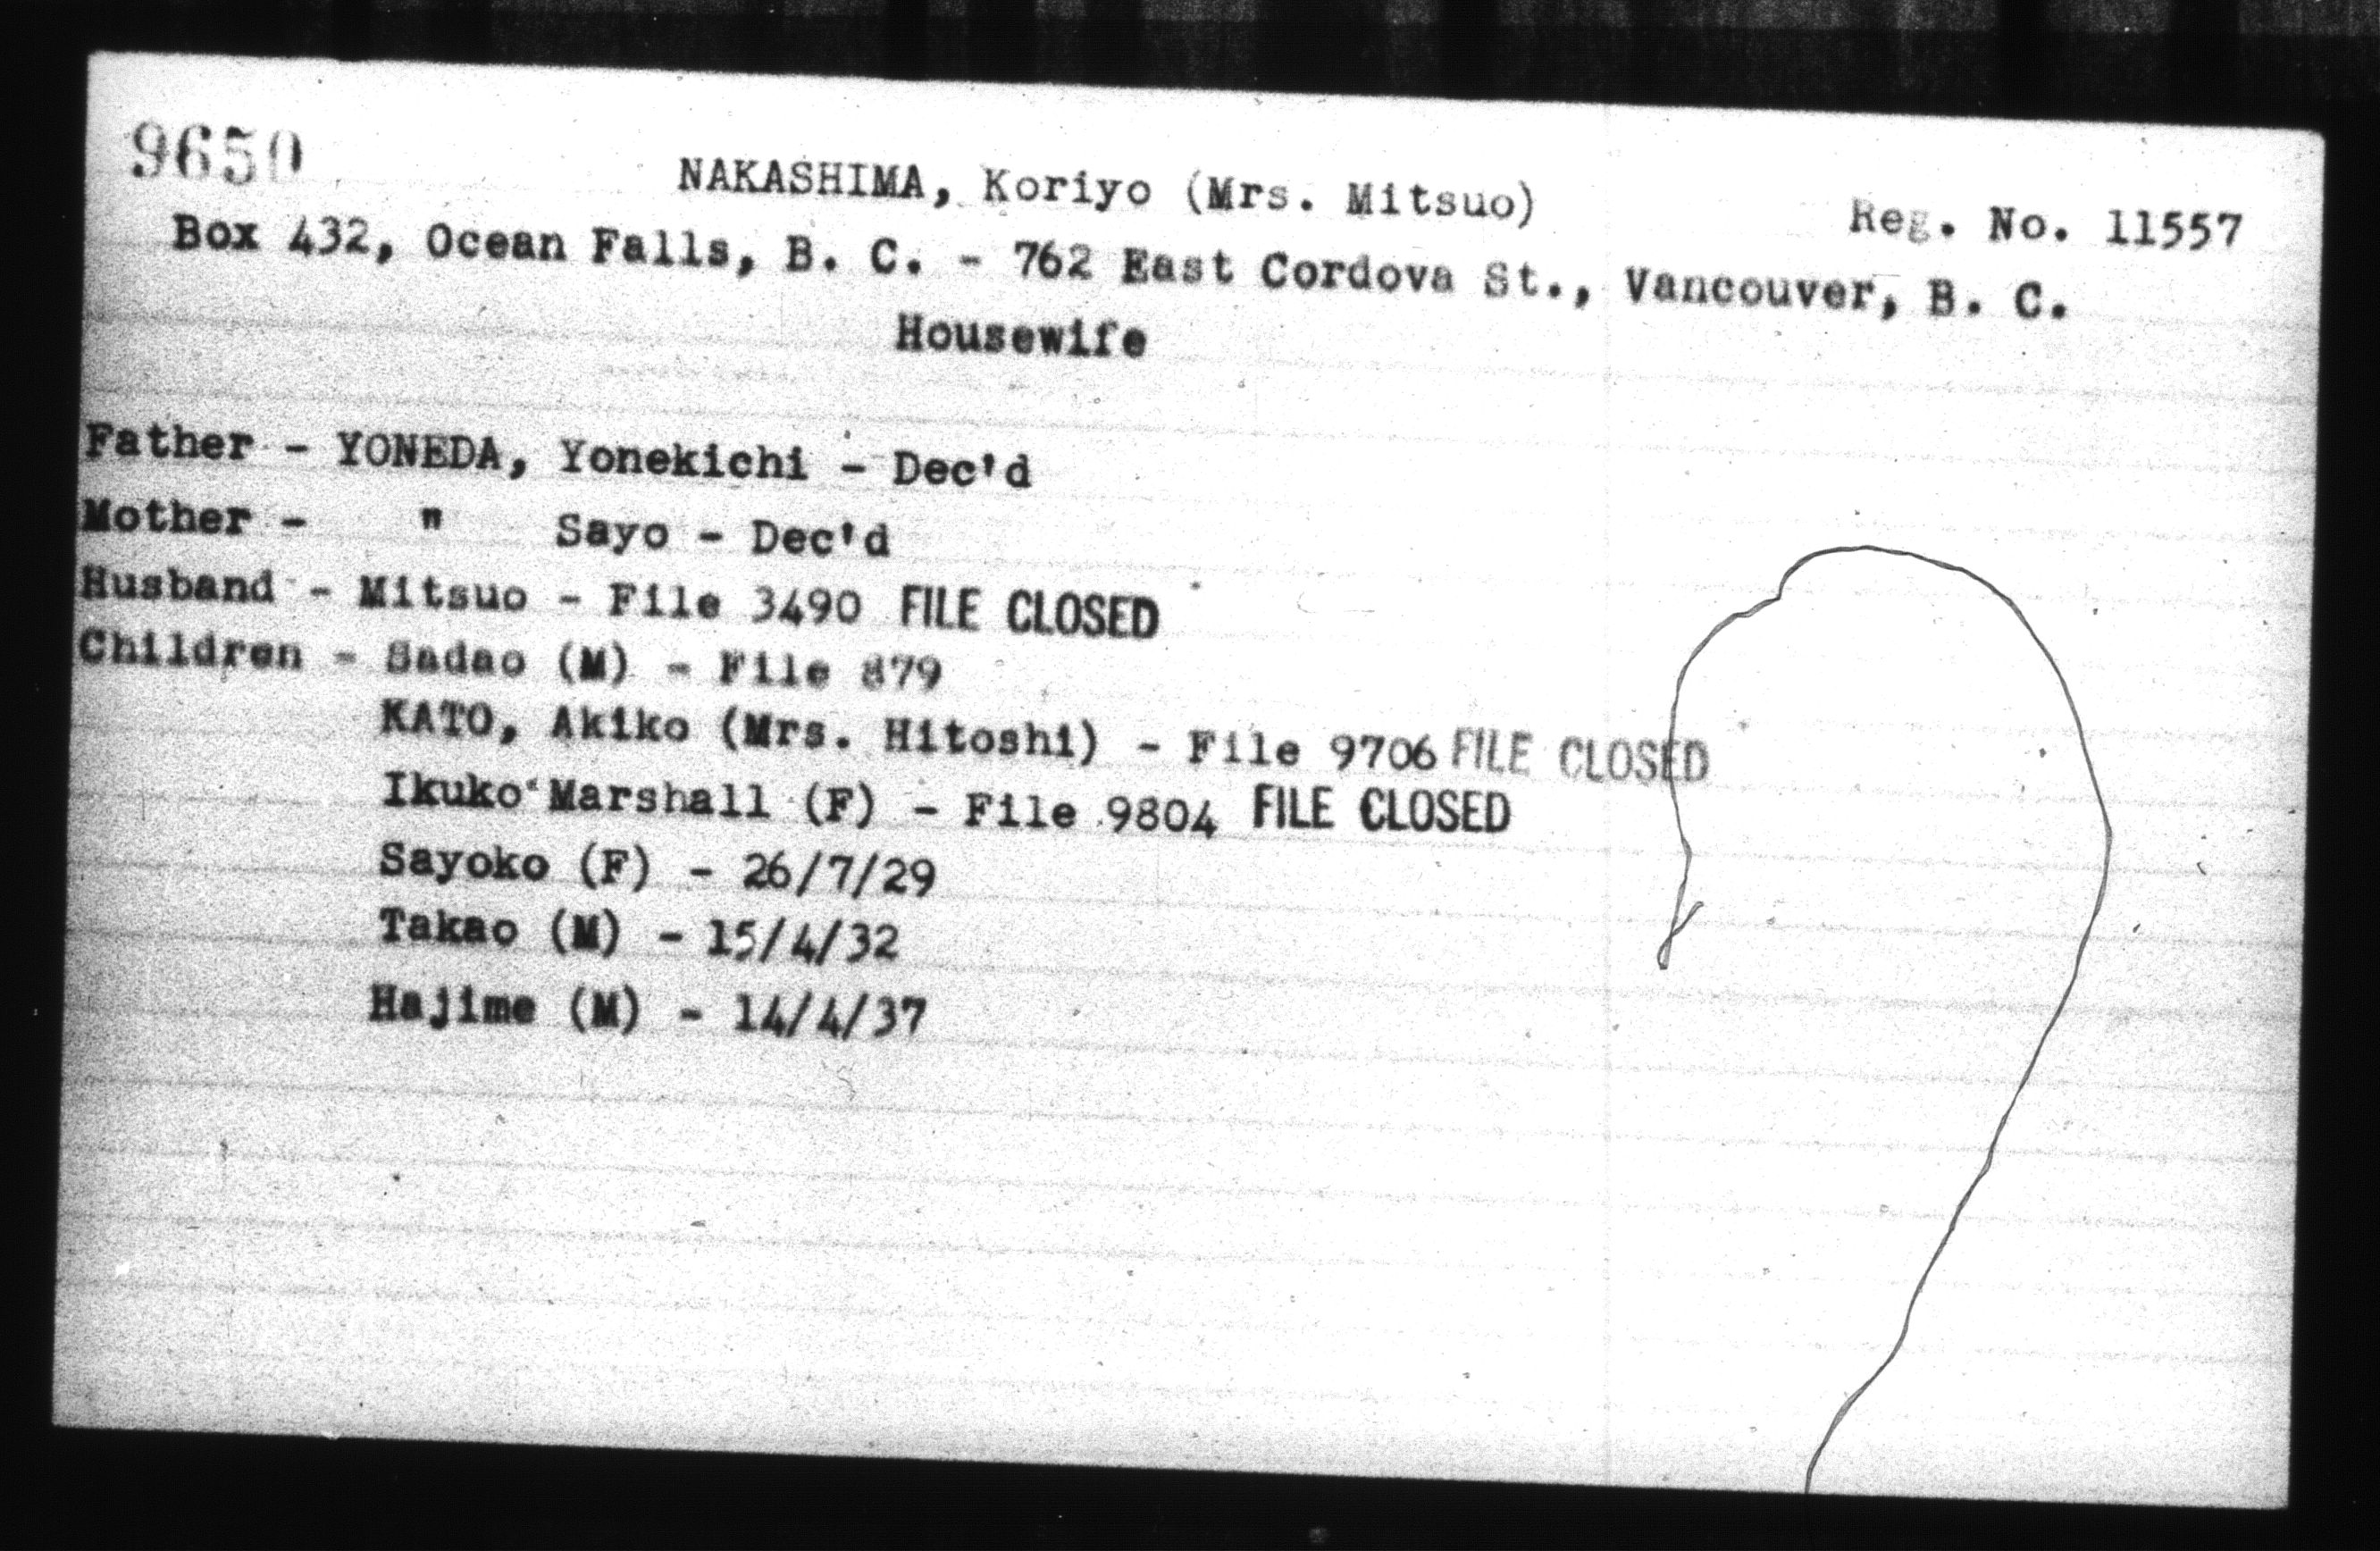 9650
NAKASHIMA, Koriyo (Mrs. Mitsuo) Reg. No. 11557
Box 432, Ocean Falls, B. C. - 762 East Cordova St., Vancouver, B. C.
Housewife
Father - YONEDA, Yonekichi - Dec'd
Mother - " Sayo - Dec'd
Husband - Mitsuo - File 3490 FILE CLOSED
Children - Sadao (M) - File 879
KATO, Akiko (Mrs. Hitoshi) - File 9706 FILE CLOSED
Ikuko Marshall (F) - File 9804 FILE CLOSED
Sayoko (F) - 26/7/29
Takao (M) - 15/4/32
Hajime (M) - 14/4/37